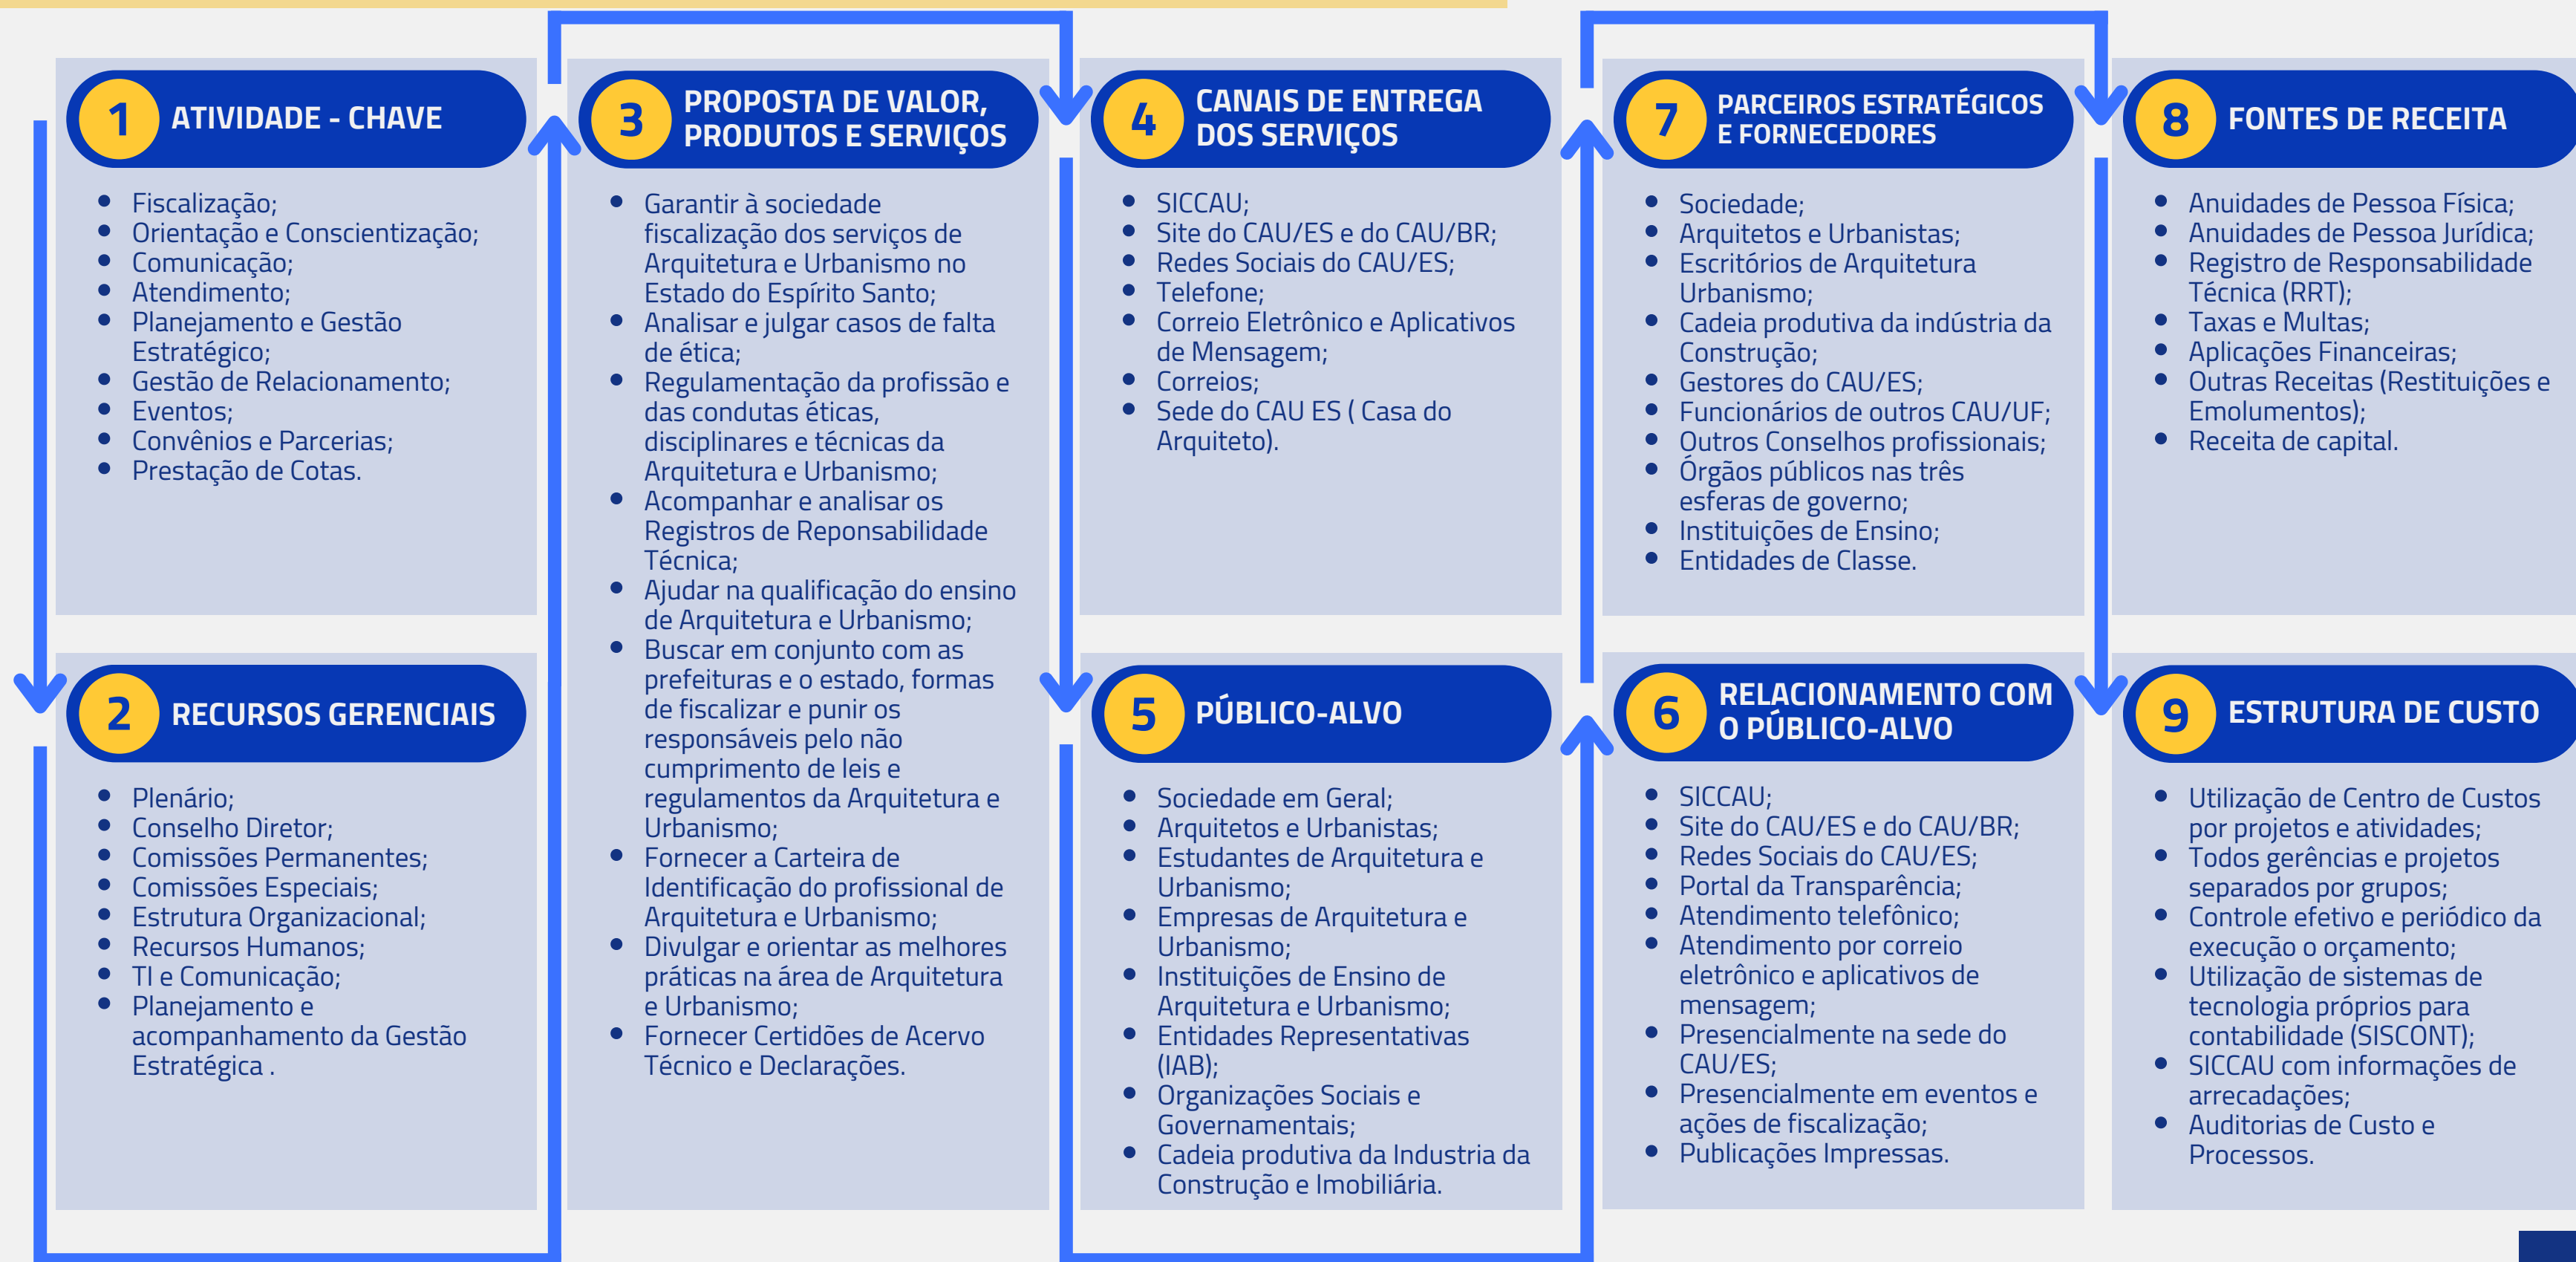 1 ATIVIDADE - CHAVE
• Fiscalização;
• Orientação e Conscientização;
• Comunicação;
• Atendimento;
• Planejamento e Gestão
Estratégico;
• Gestão de Relacionamento;
• Eventos;
• Convênios e Parcerias;
• Prestação de Cotas.
2 RECURSOS GERENCIAIS
• Plenário;
• Conselho Diretor;
• Comissões Permanentes;
• Comissões Especiais;
• Estrutura Organizacional;
• Recursos Humanos;
• TI e Comunicação;
• Planejamento e
acompanhamento da Gestão
Estratégica .
3 PROPOSTA DE VALOR,
PRODUTOS E SERVIÇOS
• Garantir à sociedade
fiscalização dos serviços de
Arquitetura e Urbanismo no
Estado do Espírito Santo;
• Analisar e julgar casos de falta
de ética;
• Regulamentação da profissão e
das condutas éticas,
disciplinares e técnicas da
Arquitetura e Urbanismo;
• Acompanhar e analisar os
Registros de Reponsabilidade
Técnica;
• Ajudar na qualificação do ensino
de Arquitetura e Urbanismo;
• Buscar em conjunto com as
prefeituras e o estado, formas
de fiscalizar e punir os
responsáveis pelo não
cumprimento de leis e
regulamentos da Arquitetura e
Urbanismo;
• Fornecer a Carteira de
Identificação do profissional de
Arquitetura e Urbanismo;
• Divulgar e orientar as melhores
práticas na área de Arquitetura
e Urbanismo;
• Fornecer Certidões de Acervo
Técnico e Declarações.
4 CANAIS DE ENTREGA
DOS SERVIÇOS
• SICCAU;
• Site do CAU/ES e do CAU/BR;
• Redes Sociais do CAU/ES;
• Telefone;
• Correio Eletrônico e Aplicativos
de Mensagem;
• Correios;
• Sede do CAU ES ( Casa do
Arquiteto).
5 PÚBLICO-ALVO
• Sociedade em Geral;
• Arquitetos e Urbanistas;
• Estudantes de Arquitetura e
Urbanismo;
• Empresas de Arquitetura e
Urbanismo;
• Instituições de Ensino de
Arquitetura e Urbanismo;
• Entidades Representativas
(IAB);
• Organizações Sociais e
Governamentais;
• Cadeia produtiva da Industria da
Construção e Imobiliária.
6 RELACIONAMENTO COM
O PÚBLICO-ALVO
• SICCAU;
• Site do CAU/ES e do CAU/BR;
• Redes Sociais do CAU/ES;
• Portal da Transparência;
• Atendimento telefônico;
• Atendimento por correio
eletrônico e aplicativos de
mensagem;
• Presencialmente na sede do
CAU/ES;
• Presencialmente em eventos e
ações de fiscalização;
• Publicações Impressas.
7 PARCEIROS ESTRATÉGICOS
E FORNECEDORES
• Sociedade;
• Arquitetos e Urbanistas;
• Escritórios de Arquitetura
Urbanismo;
• Cadeia produtiva da indústria da
Construção;
• Gestores do CAU/ES;
• Funcionários de outros CAU/UF;
• Outros Conselhos profissionais;
• Órgãos públicos nas três
esferas de governo;
• Instituições de Ensino;
• Entidades de Classe.
8 FONTES DE RECEITA
• Anuidades de Pessoa Física;
• Anuidades de Pessoa Jurídica;
• Registro de Responsabilidade
Técnica (RRT);
• Taxas e Multas;
• Aplicações Financeiras;
• Outras Receitas (Restituições e
Emolumentos);
• Receita de capital.
9 ESTRUTURA DE CUSTO
• Utilização de Centro de Custos
por projetos e atividades;
• Todos gerências e projetos
separados por grupos;
• Controle efetivo e periódico da
execução o orçamento;
• Utilização de sistemas de
tecnologia próprios para
contabilidade (SISCONT);
• SICCAU com informações de
arrecadações;
• Auditorias de Custo e
Processos.